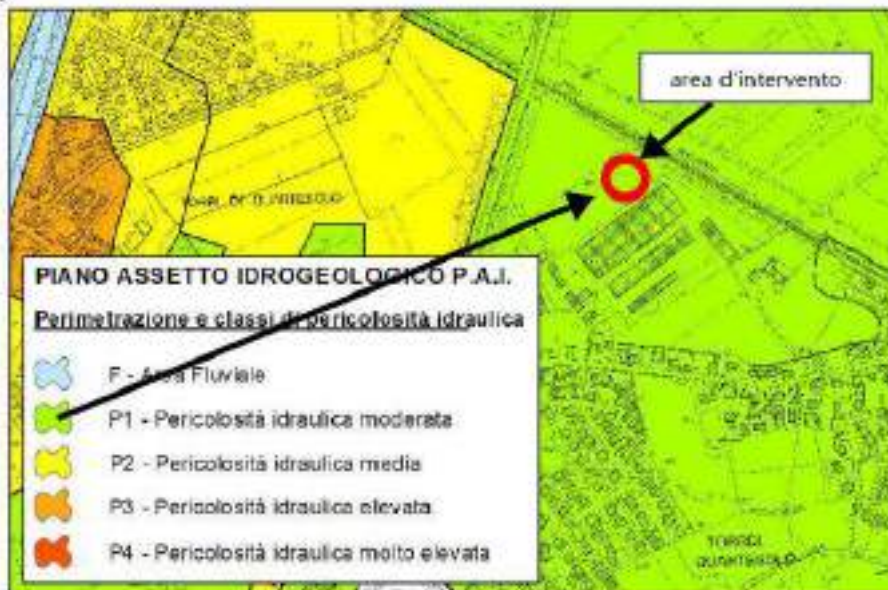 area d'intervento
PIANO ASSETTO IDROGEOLOGICO P.A.I.
Perimetrazione e classi di pericolosità idraulica
F - Area Fluviale
P1 - Pericolosità idraulica moderata
P2 - Pericolosità idraulica media
P3 - Pericolosità idraulica elevata
P4 - Pericolosità idraulica molto elevata